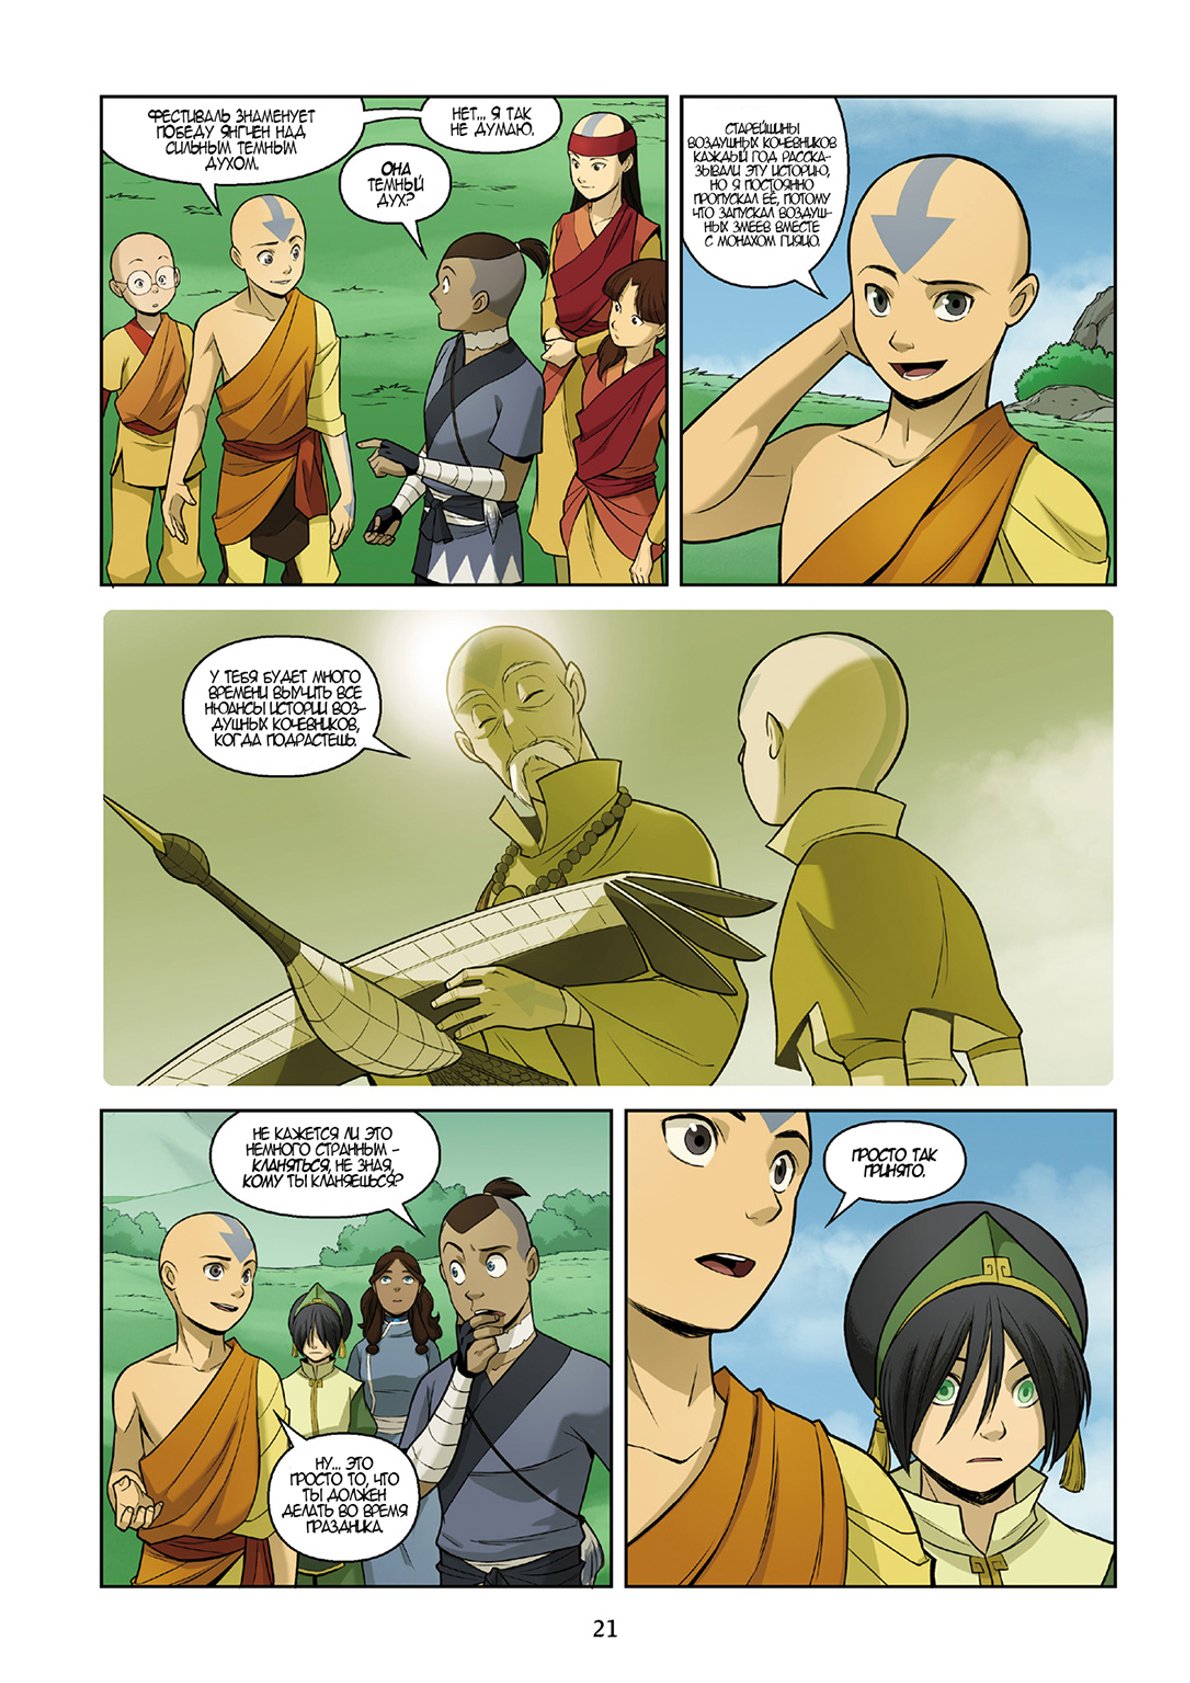 ФЕСТИВАЛЬ ЗНАМЕНУЕТ
ПОБЕДУ ЯНГЧЕН НАД
СИЛЬНЫМ ТЕМНЫМ
ДУХОМ.
ОНА
ТЕМНЫЙ
ДУХ?
НЕТ... Я ТАК
НЕ ДУМАЮ.
СТАРЕЙШИНЫ
ВОЗДУШНЫХ КОЧЕВНИКОВ
КАЖДЫЙ ГОД РАССКА-
ЗЫВАЛИ ЭТУ ИСТОРИЮ,
НО Я ПОСТОЯННО
ПРОПУСКАЛ ЕЁ, ПОТОМУ
ЧТО ЗАПУСКАЛ ВОЗДУШ-
НЫХ ЗМЕЕВ ВМЕСТЕ
С МОНАХОМ ГИЯЦО.
У ТЕБЯ БУДЕТ МНОГО
ВРЕМЕНИ ВЫУЧИТЬ ВСЕ
НЮАНСЫ ИСТОРИИ ВОЗ-
ДУШНЫХ КОЧЕВНИКОВ,
КОГДА ПОДРАСТЕШЬ.
НЕ КАЖЕТСЯ ЛИ ЭТО
НЕМНОГО СТРАННЫМ -
КЛАНЯТЬСЯ, НЕ ЗНАЯ,
КОМУ ТЫ КЛАНЯЕШЬСЯ?
НУ... ЭТО
ПРОСТО ТО, ЧТО
ТЫ ДОЛЖЕН
ДЕЛАТЬ ВО ВРЕМЯ
ПРАЗДНИКА.
ПРОСТО ТАК
ПРИНЯТО.
21